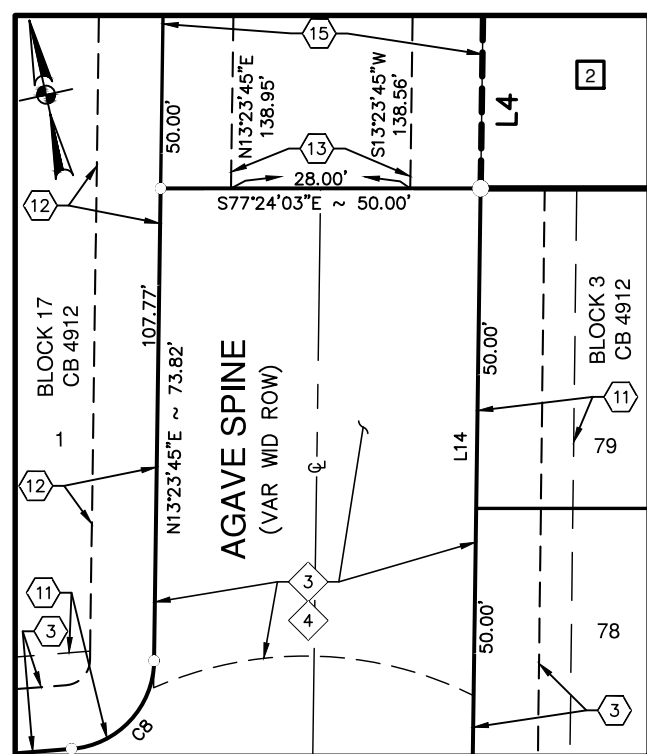 15
2
50.00'
N13°23'45"E
138.95'
S13°23'45"W
138.56'
L4
13
28.00'
S77°24'03"E ~ 50.00'
12
BLOCK 17
CB 4912
107.77'
N13°23'45"E ~ 73.82'
AGAVE SPINE
(VAR WID ROW)
℄
50.00'
BLOCK 3
CB 4912
11
L14
79
1
12
11
3
3
4
50.00'
78
3
C8